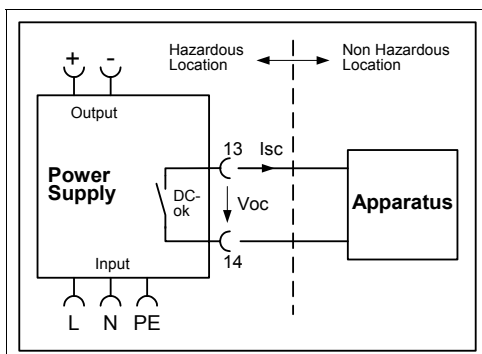 Hazardous
Location
Non Hazardous
Location
+ -
Output
13 Isc
Power
Supply
DC-
ok
Voc
Apparatus
14
Input
L N PE